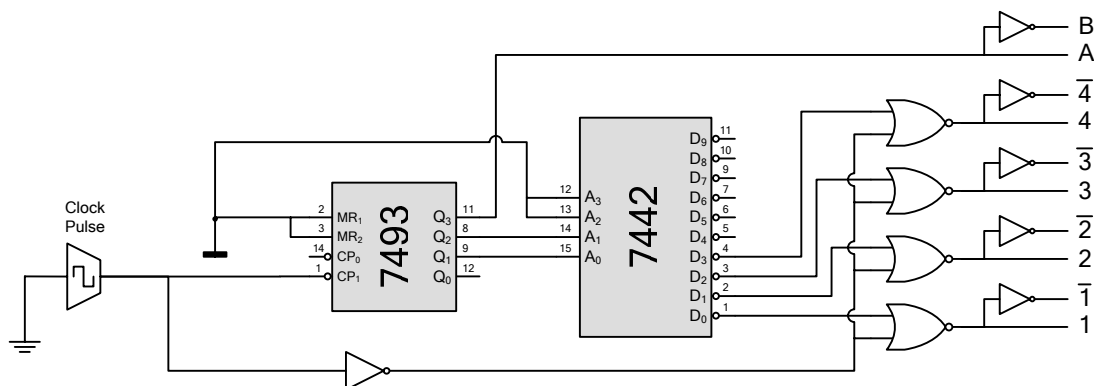 B
A
4̅
4
3̅
3
2̅
2
1̅
1
Clock
Pulse
7493
2 MR₁
3 MR₂
14 CP₀
1 CP₁
Q₃ 11
Q₂ 8
Q₁ 9
Q₀ 12
7442
12 A₃
13 A₂
14 A₁
15 A₀
D₉ 11
D₈ 10
D₇ 9
D₆ 7
D₅ 6
D₄ 5
D₃ 4
D₂ 3
D₁ 2
D₀ 1